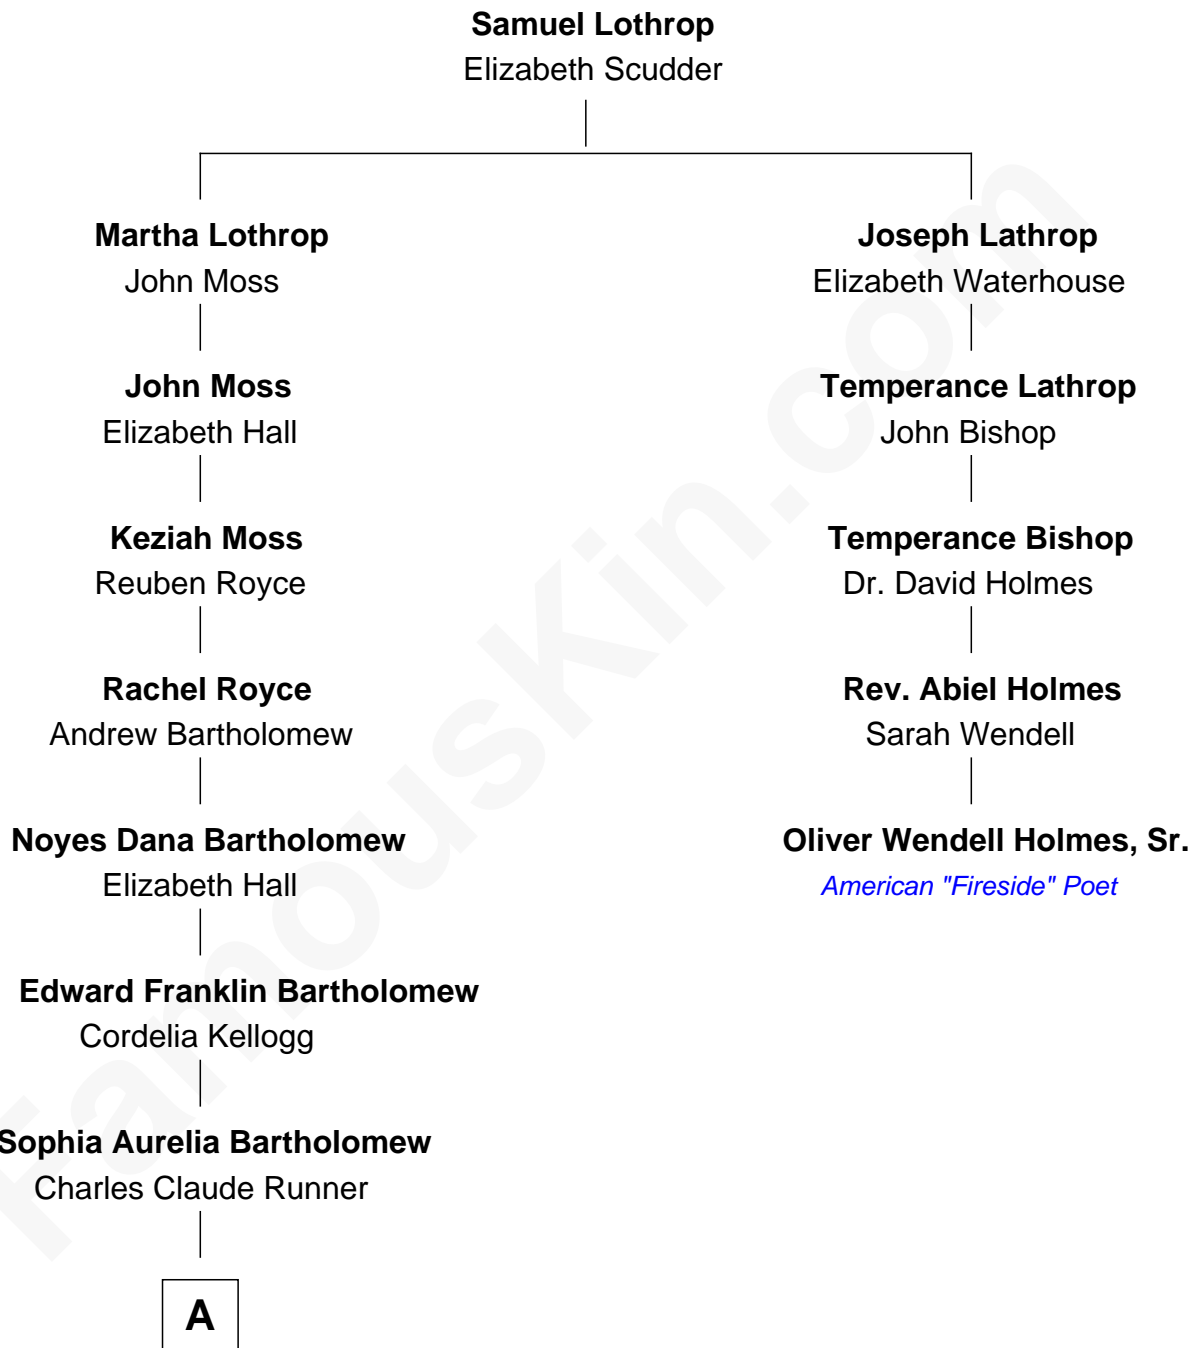 Samuel Lothrop
Elizabeth Scudder
Martha Lothrop
John Moss
Joseph Lathrop
Elizabeth Waterhouse
John Moss
Elizabeth Hall
Temperance Lathrop
John Bishop
Keziah Moss
Reuben Royce
Temperance Bishop
Dr. David Holmes
Rachel Royce
Andrew Bartholomew
Rev. Abiel Holmes
Sarah Wendell
Noyes Dana Bartholomew
Elizabeth Hall
Oliver Wendell Holmes, Sr.
American "Fireside" Poet
Edward Franklin Bartholomew
Cordelia Kellogg
Sophia Aurelia Bartholomew
Charles Claude Runner
A
FamousKin.com